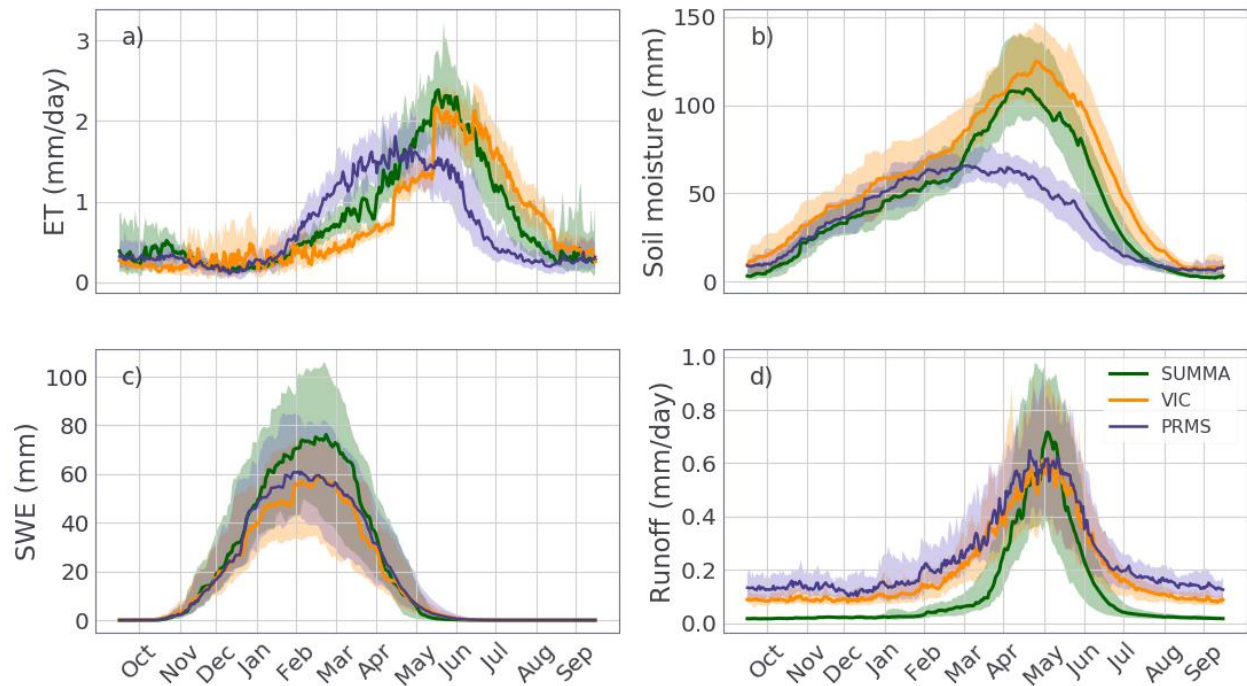 a)
ET (mm/day)
3
2
1
0
b)
Soil moisture (mm)
150
100
50
0
c)
SWE (mm)
100
80
60
40
20
0
Oct
Nov
Dec
Jan
Feb
Mar
Apr
May
Jun
Jul
Aug
Sep
d)
Runoff (mm/day)
1.0
0.8
0.6
0.4
0.2
0.0
SUMMA
VIC
PRMS
Oct
Nov
Dec
Jan
Feb
Mar
Apr
May
Jun
Jul
Aug
Sep